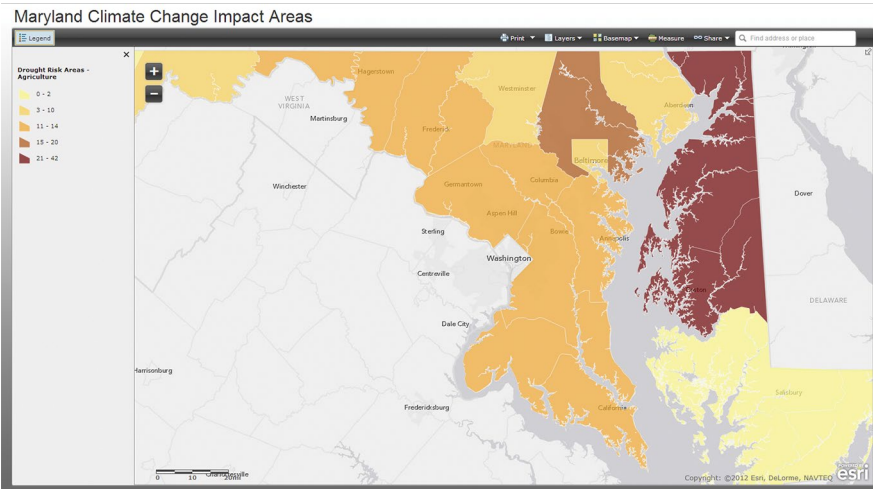 Maryland Climate Change Impact Areas
Legend
Print Layers Basemap Measure Share Find address or place
Drought Risk Areas -
Agriculture
0 - 2
3 - 10
11 - 14
15 - 20
21 - 42
Hagerstown
WEST
VIRGINIA
Martinsburg
Westminster
Aberdeen
Frederick
Baltimore
Winchester
Germantown
Columbia
Dover
Aspen Hill
Sterling
Bowie
Annapolis
Washington
Centreville
Easton
DELAWARE
Dale City
Harrisonburg
Salisbury
Fredericksburg
California
Charlottesville
0 10 20mi
Copyright: ©2012 Esri, DeLorme, NAVTEQ
esri